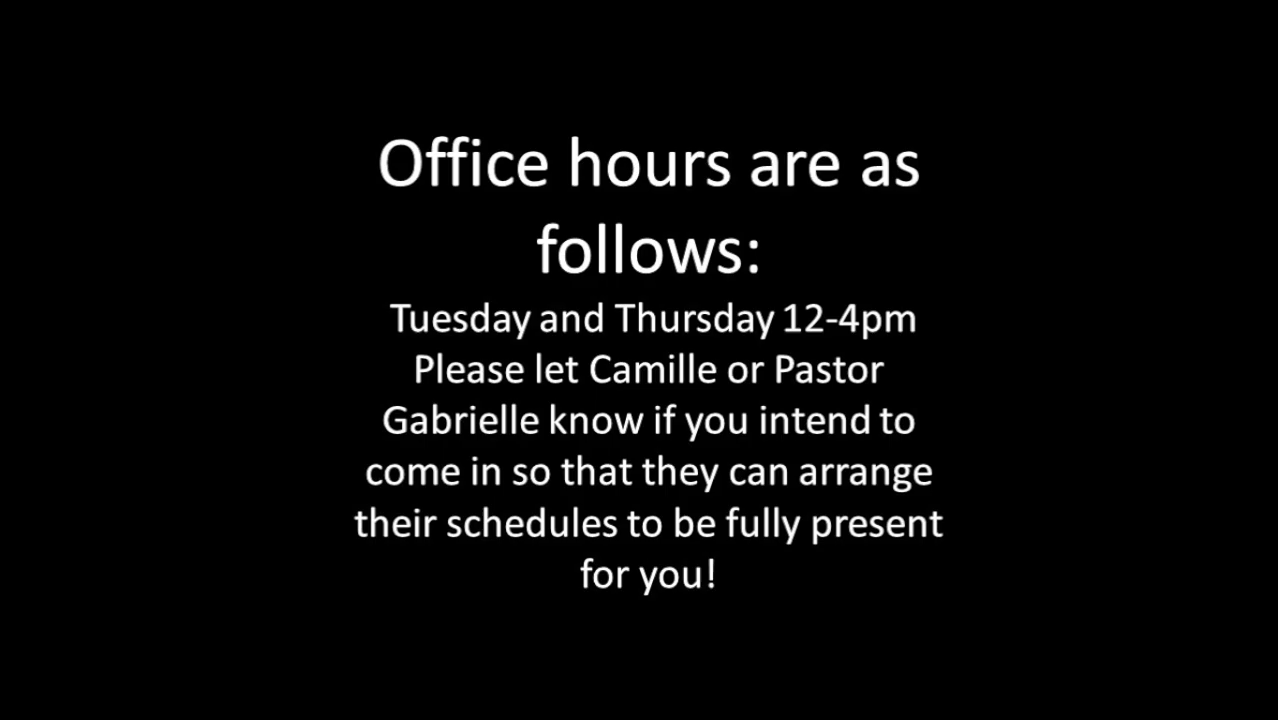 Office hours are as
follows:
Tuesday and Thursday 12-4pm
Please let Camille or Pastor
Gabrielle know if you intend to
come in so that they can arrange
their schedules to be fully present
for you!